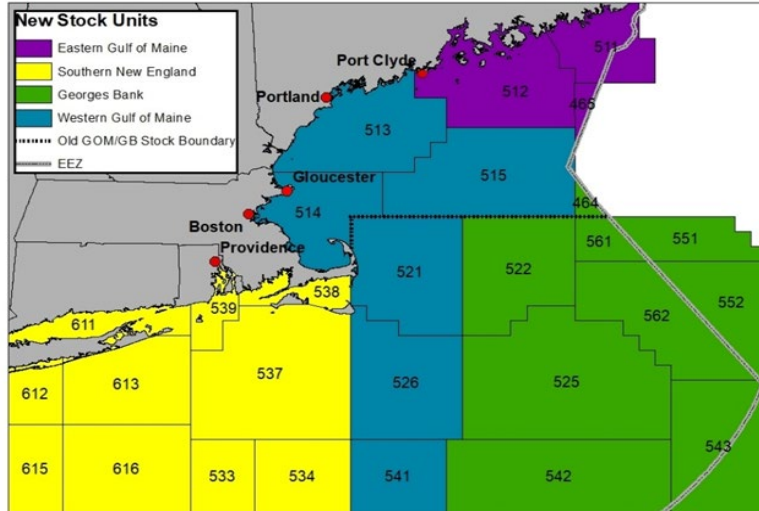 New Stock Units
Eastern Gulf of Maine
Southern New England
Georges Bank
Western Gulf of Maine
Old GOM/GB Stock Boundary
EEZ
Port Clyde
511
512
465
Portland
513
515
Gloucester
514
464
Boston
Providence
521
522
561
551
538
539
562
552
611
537
526
525
612
613
543
615
616
533
534
541
542